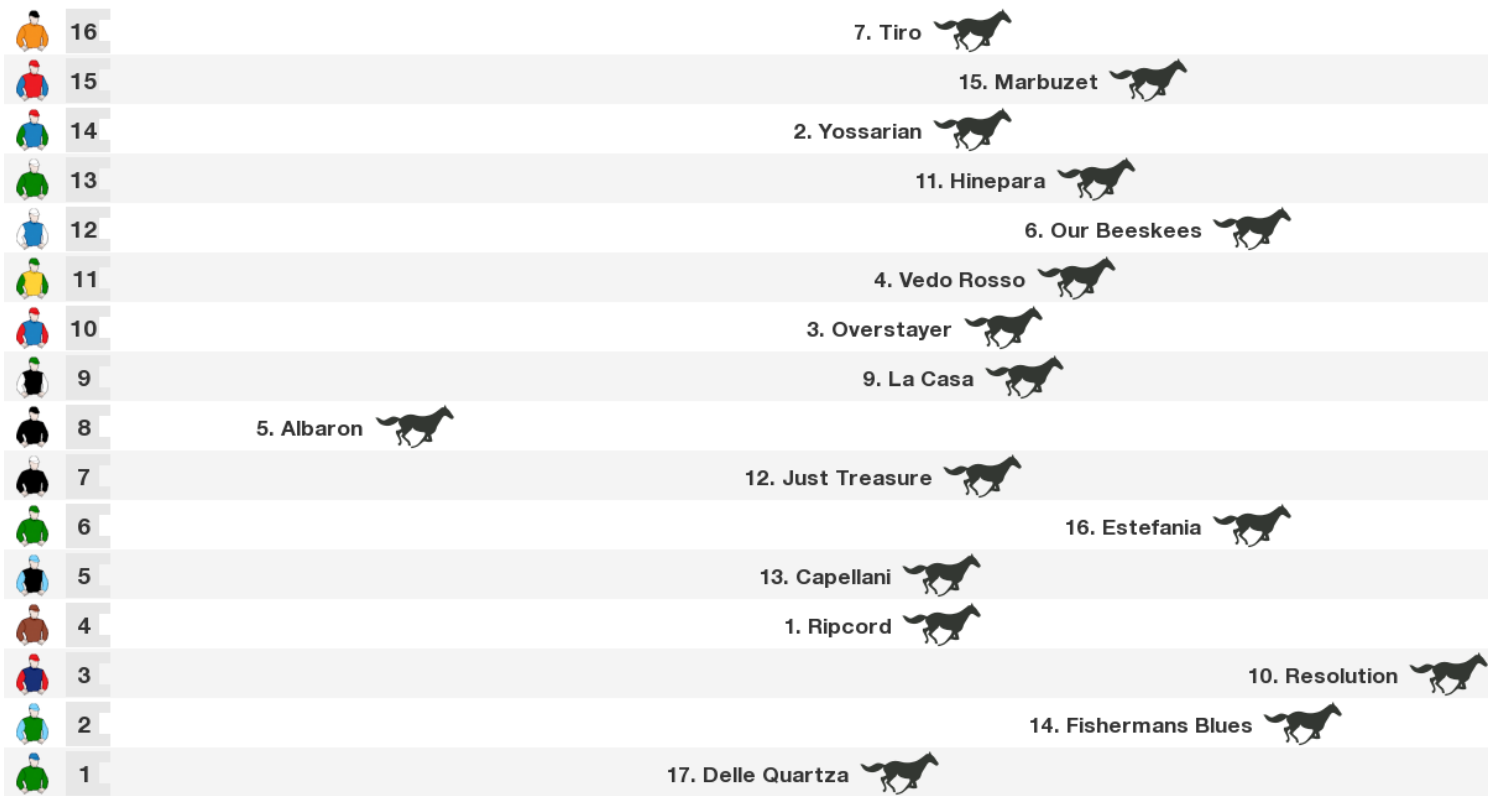 16 7. Tiro
15 15. Marbuzet
14 2. Yossarian
13 11. Hinepara
12 6. Our Beeskees
11 4. Vedo Rosso
10 3. Overstayer
9 9. La Casa
8 5. Albaron
7 12. Just Treasure
6 16. Estefania
5 13. Capellani
4 1. Ripcord
3 10. Resolution
2 14. Fishermans Blues
1 17. Delle Quartza